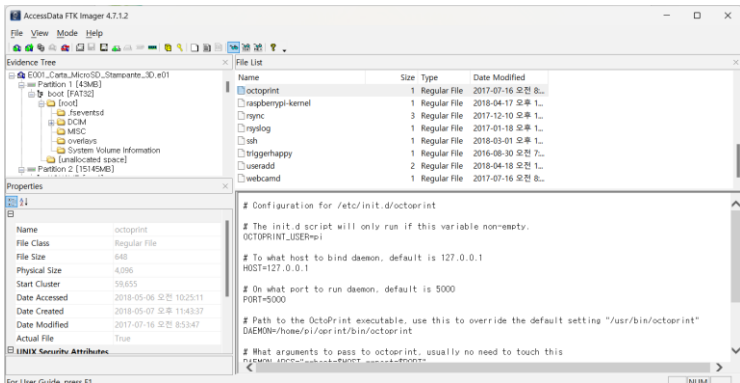 AccessData FTK Imager 4.7.1.2
File View Mode Help
Evidence Tree
E001_Carta_MicroSD_Stampante_3D.e01
Partition 1 [43MB]
boot [FAT32]
[root]
.fseventsd
DCIM
MISC
overlays
System Volume Information
[unallocated space]
Partition 2 [15145MB]
File List
Name Size Type Date Modified
octoprint 1 Regular File 2017-07-16 오전 8:...
raspberrypi-kernel 1 Regular File 2018-04-17 오후 1...
rsync 3 Regular File 2017-12-10 오후 1...
rsyslog 1 Regular File 2017-01-18 오후 1...
ssh 1 Regular File 2018-03-01 오후 1...
triggerhappy 1 Regular File 2016-08-30 오전 7:...
useradd 2 Regular File 2018-04-18 오전 1...
webcamd 1 Regular File 2017-07-16 오전 8:...
Properties
Name octoprint
File Class Regular File
File Size 648
Physical Size 4,096
Start Cluster 59,655
Date Accessed 2018-05-06 오전 10:25:11
Date Created 2018-05-07 오후 11:43:37
Date Modified 2017-07-16 오전 8:53:47
Actual File True
UNIX Security Attributes
# Configuration for /etc/init.d/octoprint
# The init.d script will only run if this variable non-empty.
OCTOPRINT_USER=pi
# To what host to bind daemon, default is 127.0.0.1
HOST=127.0.0.1
# On what port to run daemon, default is 5000
PORT=5000
# Path to the OctoPrint executable, use this to override the default setting "/usr/bin/octoprint"
DAEMON=/home/pi/oprint/bin/octoprint
# What arguments to pass to octoprint, usually no need to touch this
DAEMON_ARGS="--host=$HOST --port=$PORT"
For User Guide, press F1
NUM